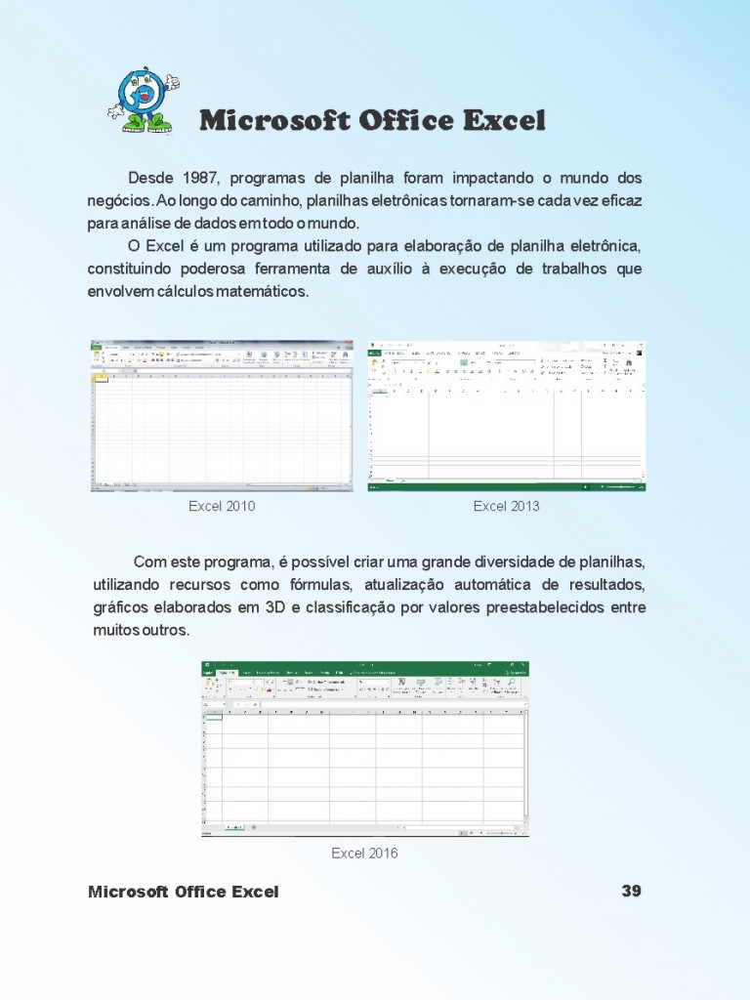 Microsoft Office Excel
Desde 1987, programas de planilha foram impactando o mundo dos
negócios. Ao longo do caminho, planilhas eletrônicas tornaram-se cada vez eficaz
para análise de dados em todo o mundo.
O Excel é um programa utilizado para elaboração de planilha eletrônica,
constituindo poderosa ferramenta de auxílio à execução de trabalhos que
envolvem cálculos matemáticos.
Excel 2010
Excel 2013
Com este programa, é possível criar uma grande diversidade de planilhas,
utilizando recursos como fórmulas, atualização automática de resultados,
gráficos elaborados em 3D e classificação por valores preestabelecidos entre
muitos outros.
Excel 2016
Microsoft Office Excel
39